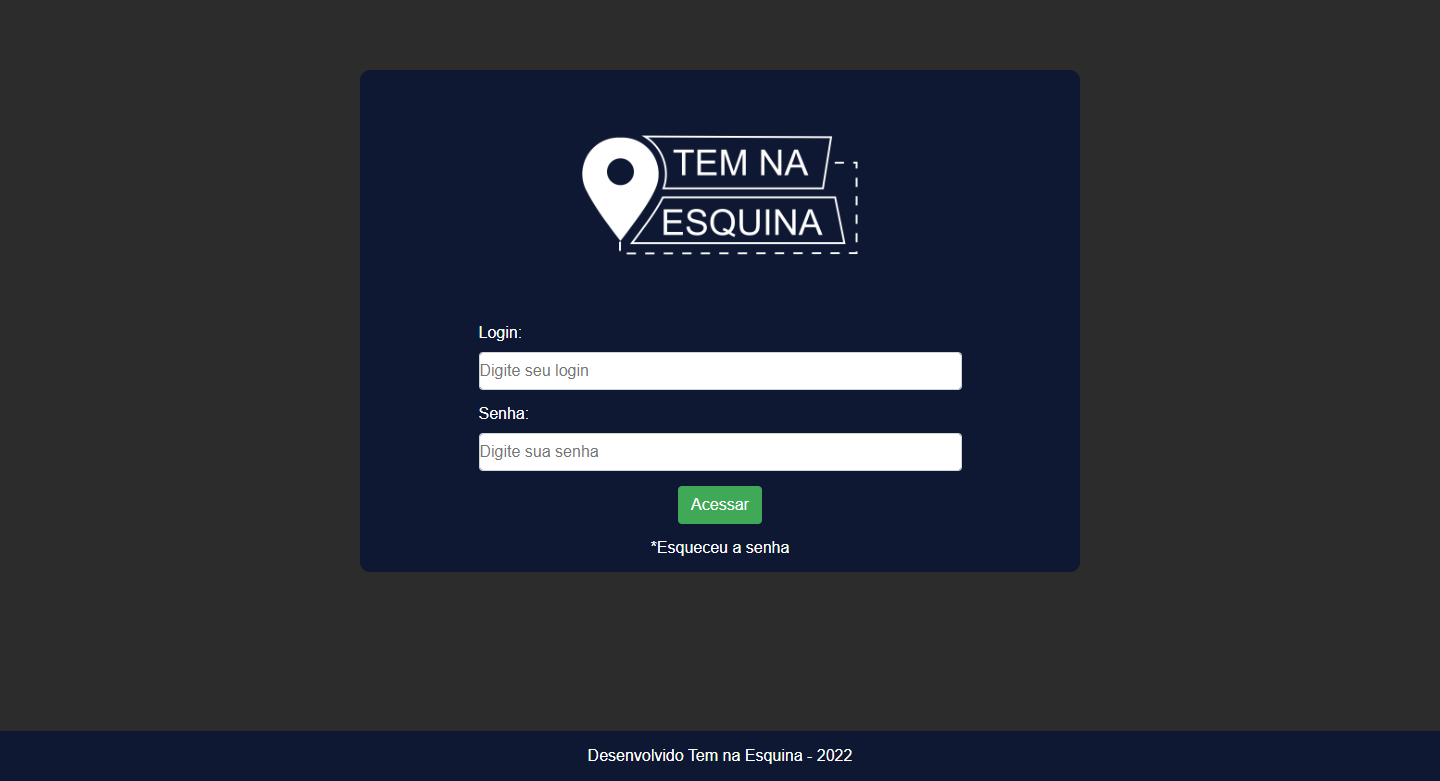 TEM NA
ESQUINA
Login:
Digite seu login
Senha:
Digite sua senha
Acessar
*Esqueceu a senha
Desenvolvido Tem na Esquina - 2022